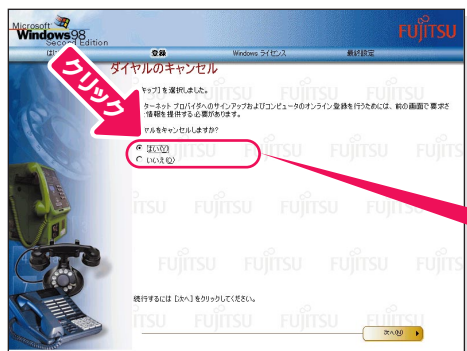 Microsoft
Windows98
Second Edition
FUJITSU
登録
Windows ライセンス
最終設定
ダイヤルのキャンセル
クリック
キップ] を選択しました。
ターネット プロバイダへのサインアップおよびコンピュータのオンライン登録を行うためには、前の画面で要求さ
情報を提供する必要があります。
ヤルをキャンセルしますか?
はい(Y)
いいえ(O)
続行するには [次へ] をクリックしてください。
次へ(N)